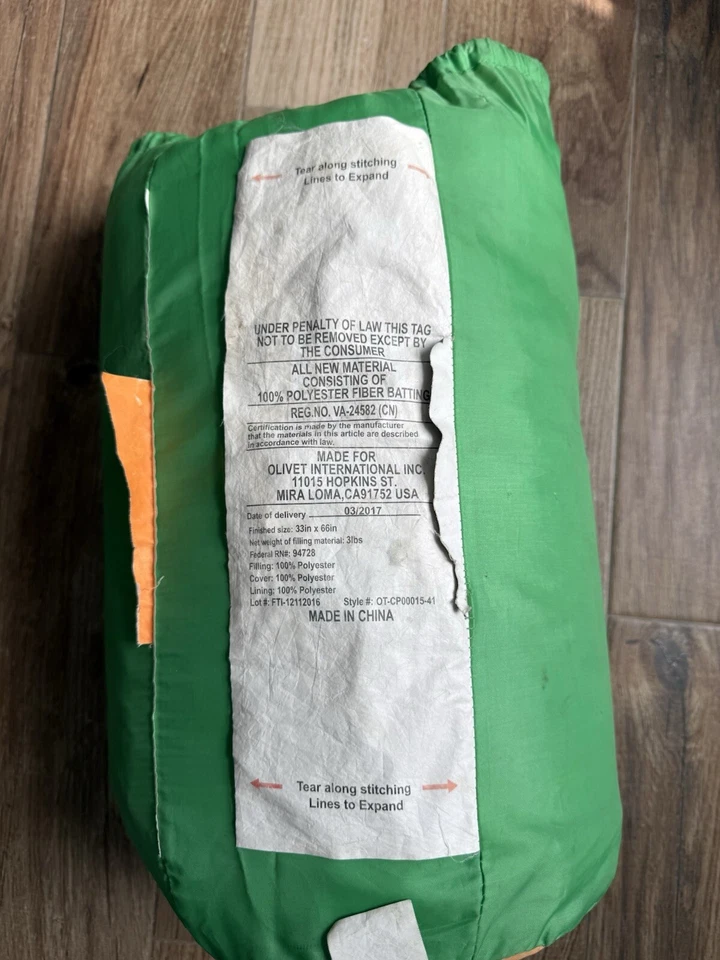 Tear along stitching
Lines to Expand
UNDER PENALTY OF LAW THIS TAG
NOT TO BE REMOVED EXCEPT BY
THE CONSUMER
ALL NEW MATERIAL
CONSISTING OF
100% POLYESTER FIBER BATTING
REG.NO. VA-24582 (CN)
Certification is made by the manufacturer
that the materials in this article are described
in accordance with law.
MADE FOR
OLIVET INTERNATIONAL INC.
11015 HOPKINS ST.
MIRA LOMA,CA91752 USA
Date of delivery 03/2017
Finished size: 33in x 66in
Net weight of filling material: 3lbs
Federal RN#: 94728
Filling: 100% Polyester
Cover: 100% Polyester
Lining: 100% Polyester
Lot #: FTI-12112016 Style #: OT-CP00015-41
MADE IN CHINA
Tear along stitching
Lines to Expand